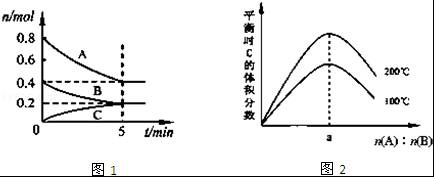 n/mol
0.8
0.6
0.4
0.2
0
A
B
C
5
t/min
图1
平衡时C的体积分数
200℃
100℃
a
n(A)：n(B)
图2